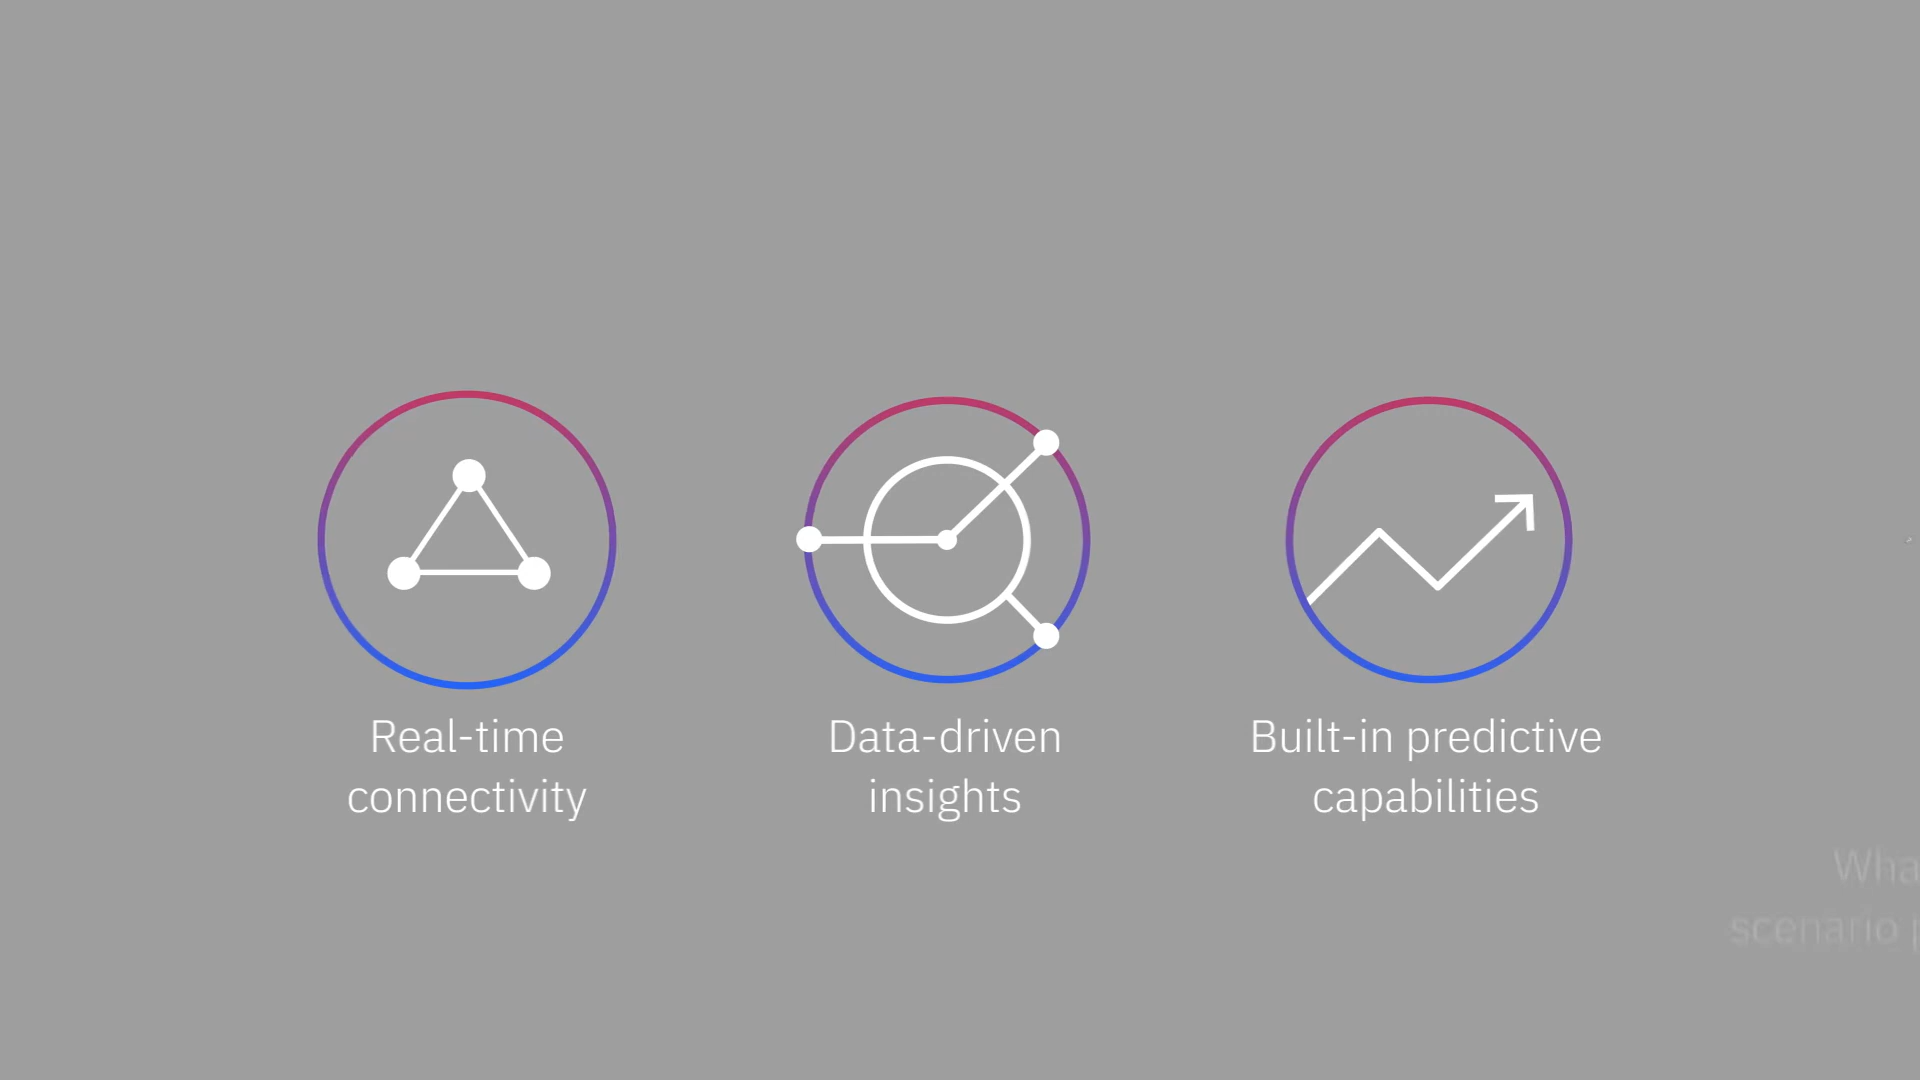 Real-time
connectivity
Data-driven
insights
Built-in predictive
capabilities
scenario